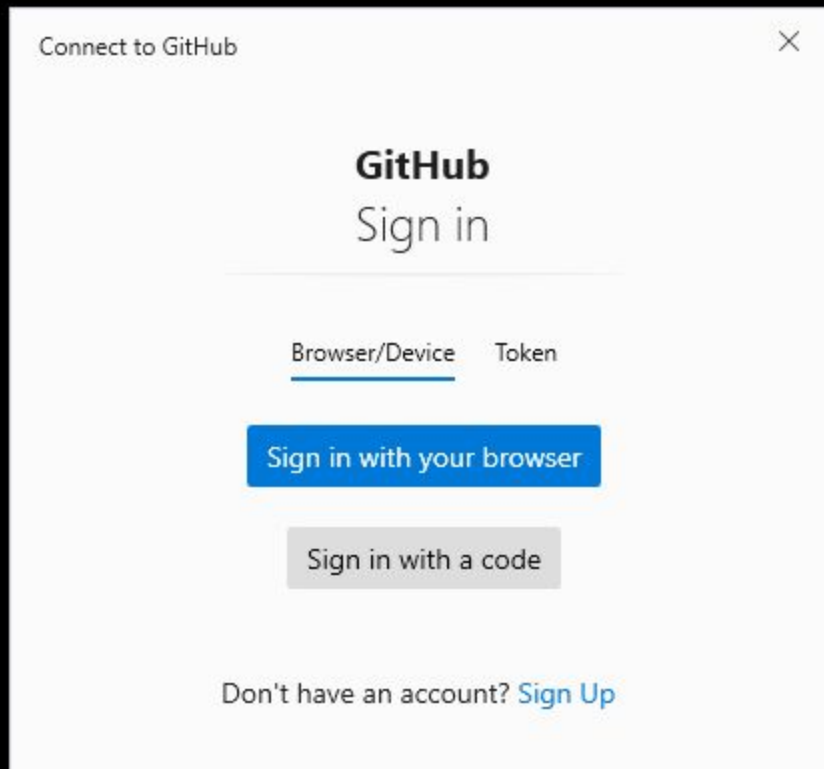 Connect to GitHub
GitHub
Sign in
Browser/Device Token
Sign in with your browser
Sign in with a code
Don't have an account? Sign Up